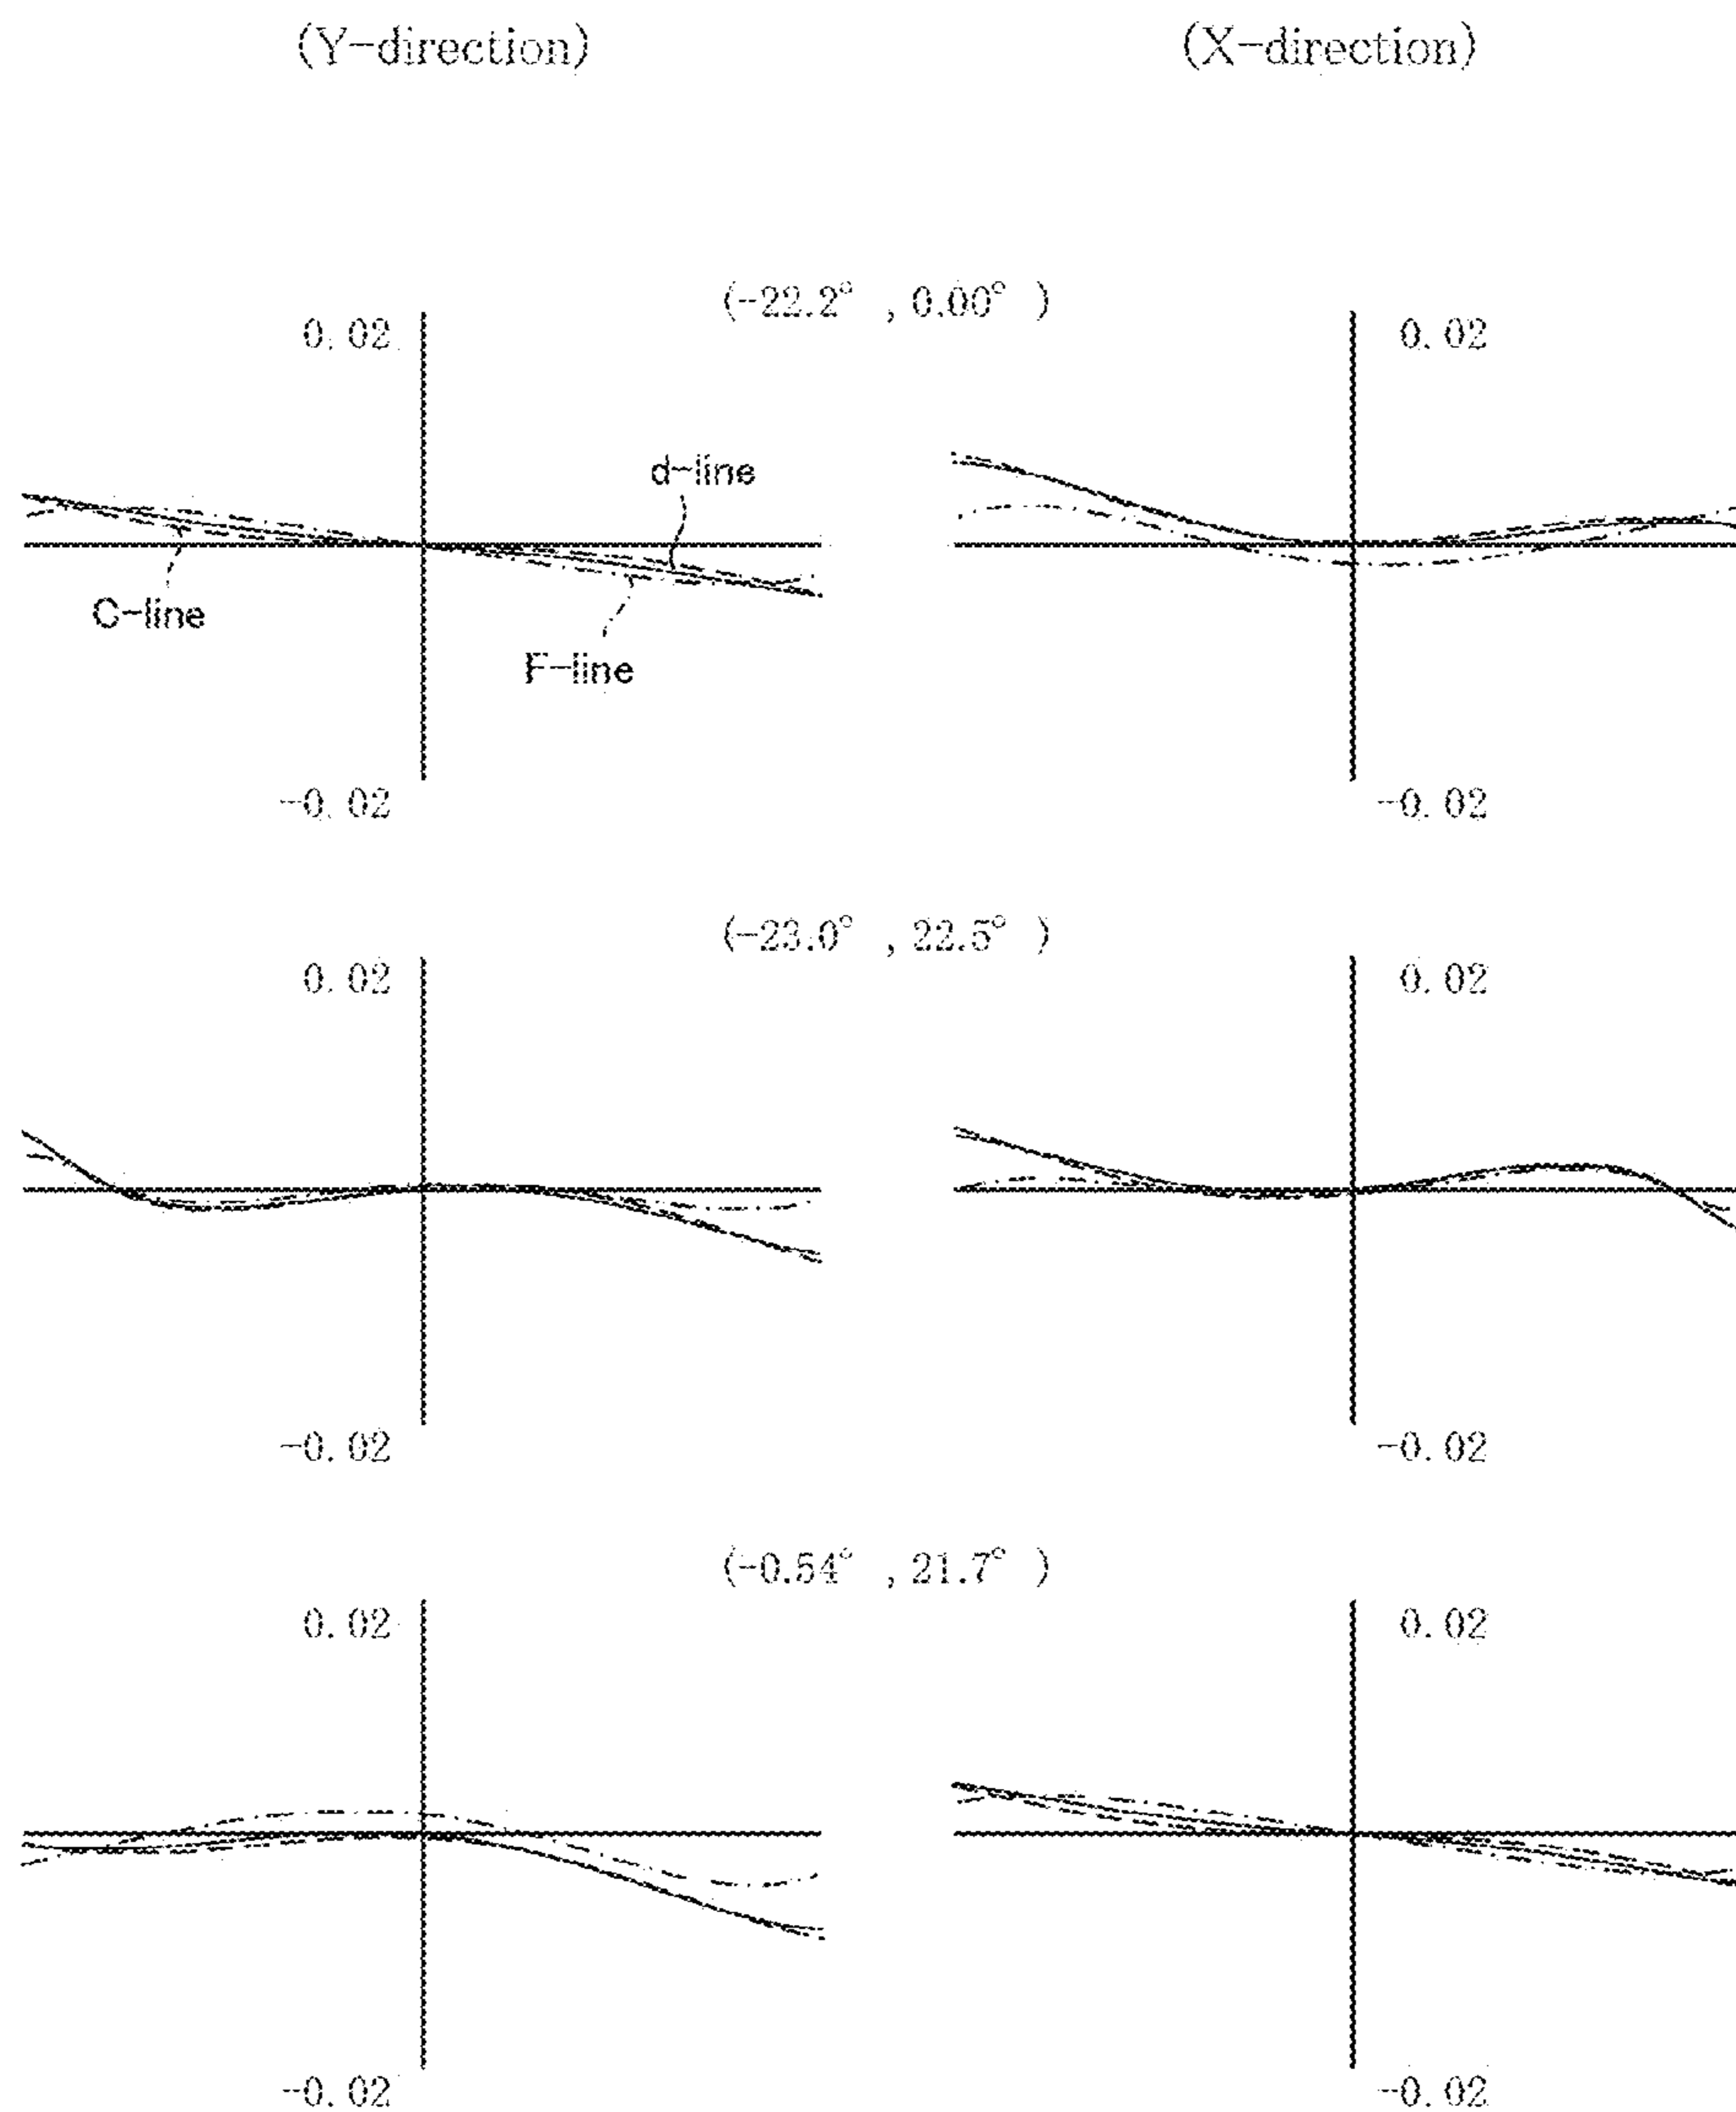 (Y-direction) (X-direction)
(-22.2° , 0.00° )
0.02 0.02
d-line
C-line
F-line
-0.02 -0.02
(-23.0° , 22.5° )
0.02 0.02
-0.02 -0.02
(-0.54° , 21.7° )
0.02 0.02
-0.02 -0.02